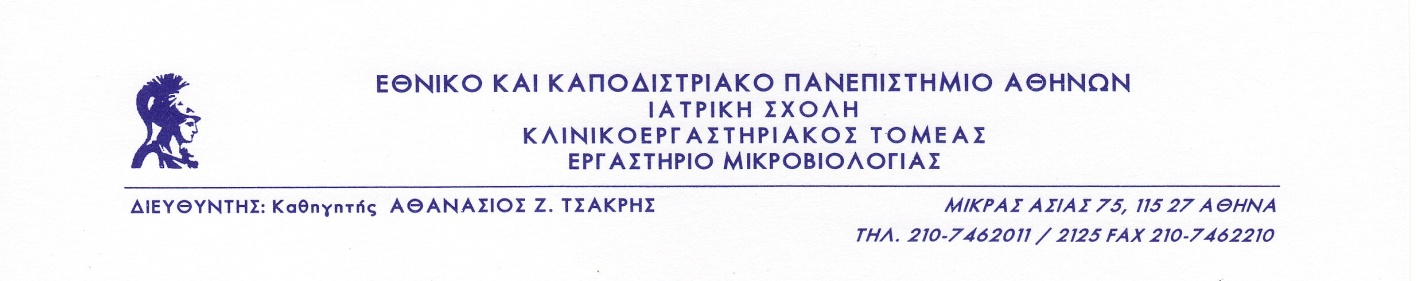 ΕΘΝΙΚΟ ΚΑΙ ΚΑΠΟΔΙΣΤΡΙΑΚΟ ΠΑΝΕΠΙΣΤΗΜΙΟ ΑΘΗΝΩΝ
ΙΑΤΡΙΚΗ ΣΧΟΛΗ
ΚΛΙΝΙΚΟΕΡΓΑΣΤΗΡΙΑΚΟΣ ΤΟΜΕΑΣ
ΕΡΓΑΣΤΗΡΙΟ ΜΙΚΡΟΒΙΟΛΟΓΙΑΣ
ΔΙΕΥΘΥΝΤΗΣ: Καθηγητής ΑΘΑΝΑΣΙΟΣ Ζ. ΤΣΑΚΡΗΣ
ΜΙΚΡΑΣ ΑΣΙΑΣ 75, 115 27 ΑΘΗΝΑ
ΤΗΛ. 210-7462011 / 2125 FAX 210-7462210